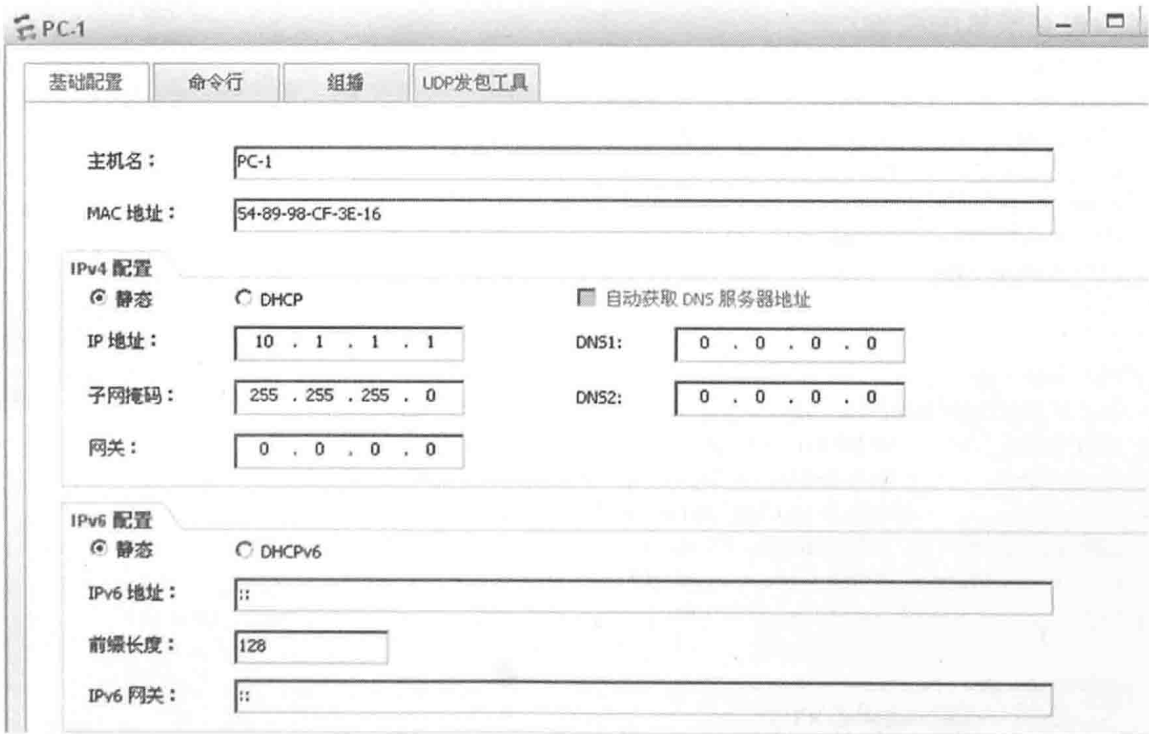 PC-1
基础配置 命令行 组播 UDP发包工具
主机名： PC-1
MAC 地址： 54-89-98-CF-3E-16
IPv4 配置
静态 DHCP 自动获取 DNS 服务器地址
IP 地址： 10 . 1 . 1 . 1 DNS1: 0 . 0 . 0 . 0
子网掩码： 255 . 255 . 255 . 0 DNS2: 0 . 0 . 0 . 0
网关： 0 . 0 . 0 . 0
IPv6 配置
静态 DHCPv6
IPv6 地址： ::
前缀长度： 128
IPv6 网关： ::